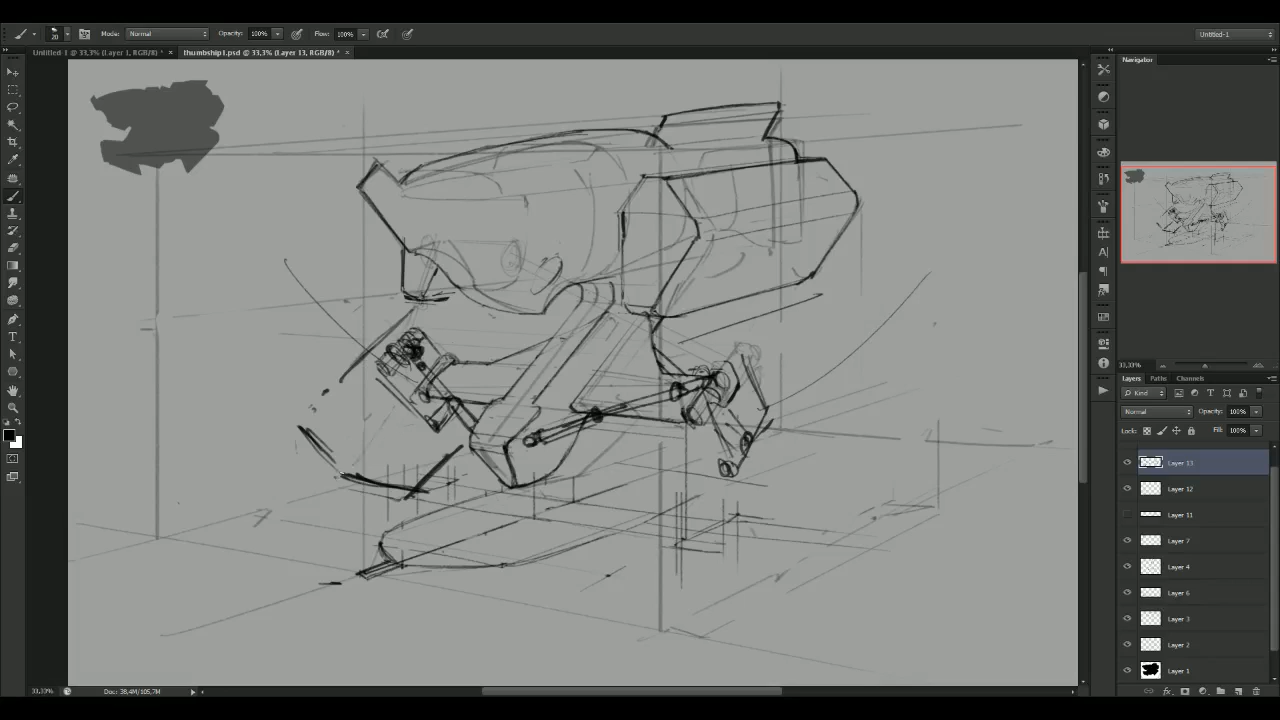 20 Mode: Normal Opacity: 100% Flow: 100% Untitled-1
Untitled-1 @ 33,3% (Layer 1, RGB/8) * × thumbship1.psd @ 33,3% (Layer 13, RGB/8) * ×
Navigator
33,33%
Layers Paths Channels
Kind
Normal Opacity: 100%
Lock: Fill: 100%
Layer 13
Layer 12
Layer 11
Layer 7
Layer 4
Layer 6
Layer 3
Layer 2
Layer 1
33,33% Doc: 38,4M/105,7M